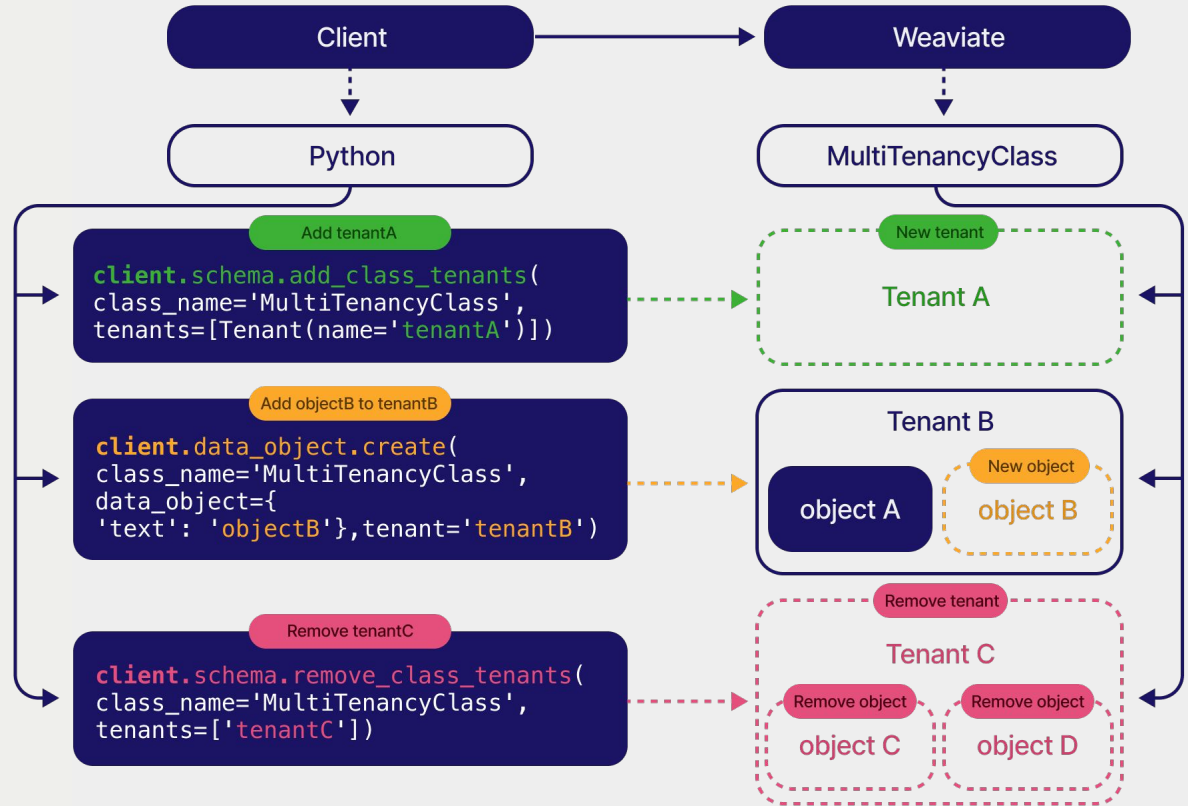 Client
Weaviate
Python
MultiTenancyClass
Add tenantA
client.schema.add_class_tenants(
class_name='MultiTenancyClass',
tenants=[Tenant(name='tenantA')])
New tenant
Tenant A
Add objectB to tenantB
client.data_object.create(
class_name='MultiTenancyClass',
data_object={
'text': 'objectB'},tenant='tenantB')
Tenant B
object A
New object
object B
Remove tenantC
client.schema.remove_class_tenants(
class_name='MultiTenancyClass',
tenants=['tenantC'])
Remove tenant
Tenant C
Remove object
object C
Remove object
object D